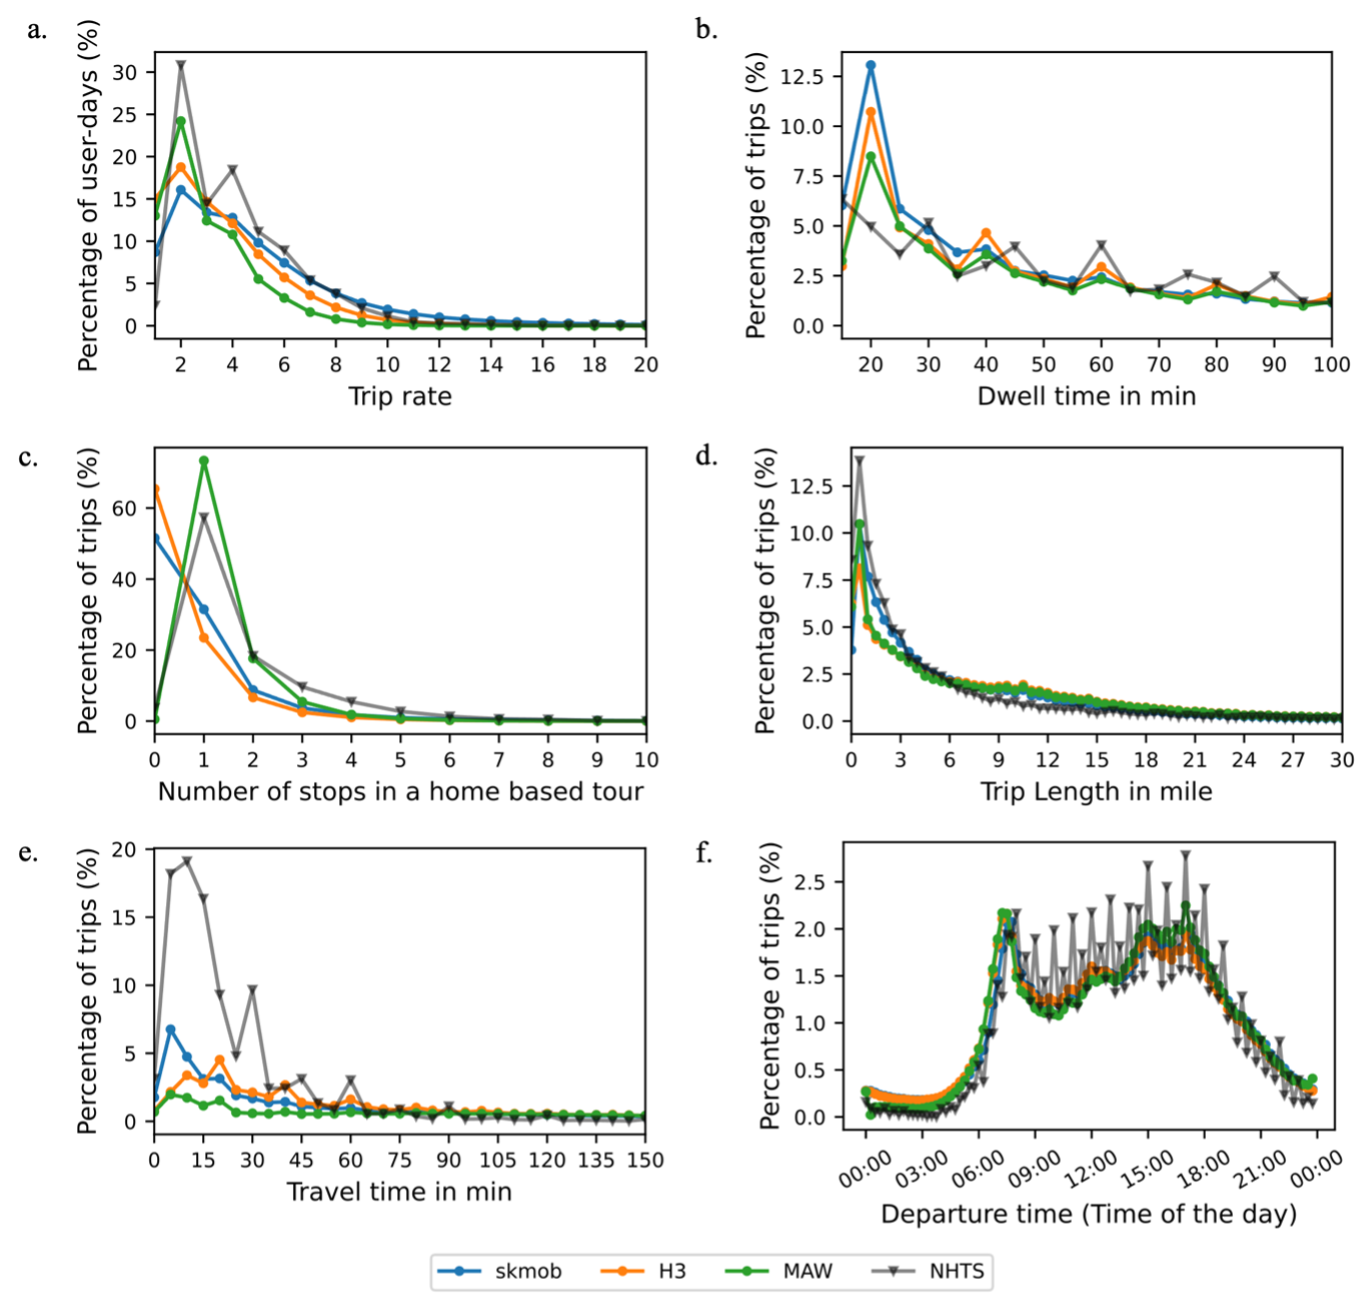 a.
Percentage of user-days (%)
30
25
20
15
10
5
0
2 4 6 8 10 12 14 16 18 20
Trip rate
b.
Percentage of trips (%)
12.5
10.0
7.5
5.0
2.5
0.0
20 30 40 50 60 70 80 90 100
Dwell time in min
c.
Percentage of trips (%)
60
40
20
0
0 1 2 3 4 5 6 7 8 9 10
Number of stops in a home based tour
d.
Percentage of trips (%)
12.5
10.0
7.5
5.0
2.5
0.0
0 3 6 9 12 15 18 21 24 27 30
Trip Length in mile
e.
Percentage of trips (%)
20
15
10
5
0
0 15 30 45 60 75 90 105 120 135 150
Travel time in min
f.
Percentage of trips (%)
2.5
2.0
1.5
1.0
0.5
0.0
00:00 03:00 06:00 09:00 12:00 15:00 18:00 21:00 00:00
Departure time (Time of the day)
skmob H3 MAW NHTS